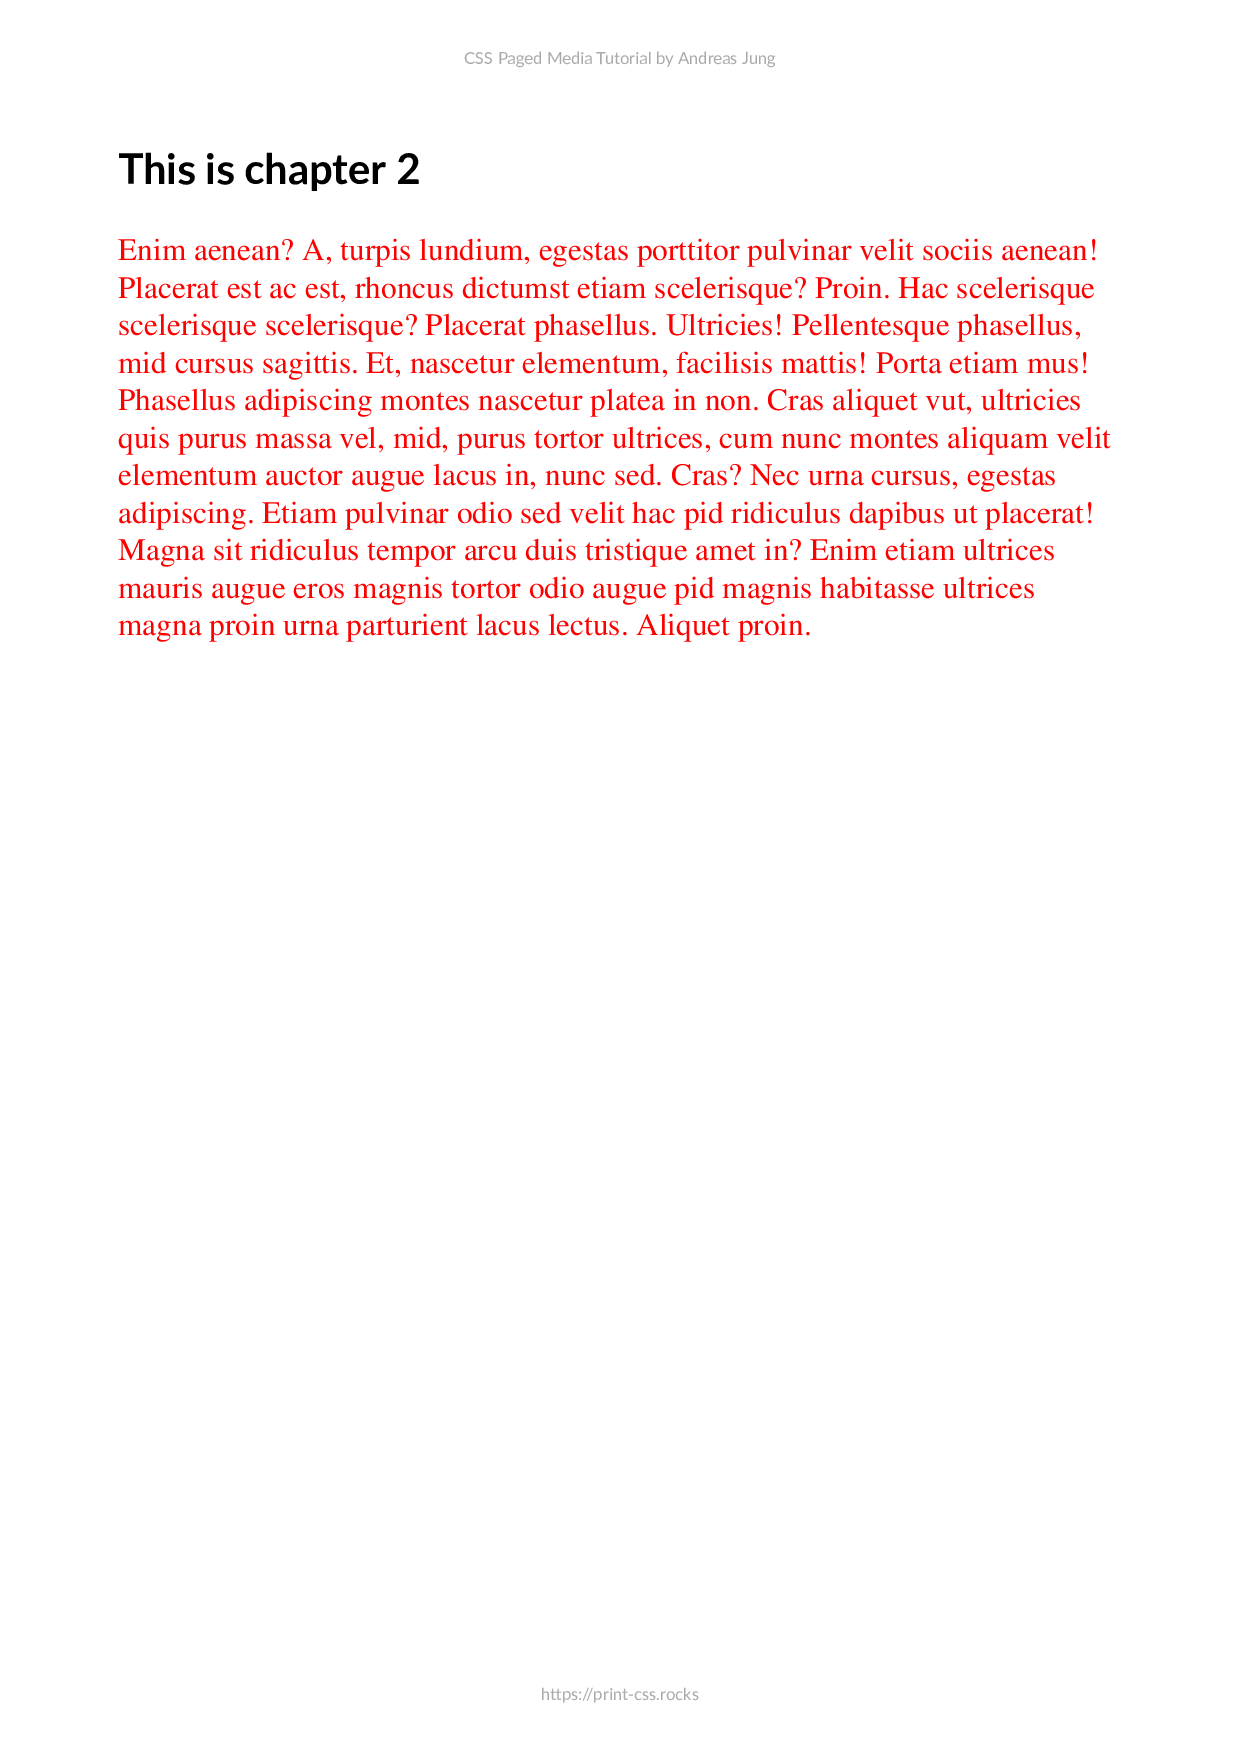 CSS Paged Media Tutorial by Andreas Jung
This is chapter 2
Enim aenean? A, turpis lundium, egestas porttitor pulvinar velit sociis aenean!
Placerat est ac est, rhoncus dictumst etiam scelerisque? Proin. Hac scelerisque
scelerisque scelerisque? Placerat phasellus. Ultricies! Pellentesque phasellus,
mid cursus sagittis. Et, nascetur elementum, facilisis mattis! Porta etiam mus!
Phasellus adipiscing montes nascetur platea in non. Cras aliquet vut, ultricies
quis purus massa vel, mid, purus tortor ultrices, cum nunc montes aliquam velit
elementum auctor augue lacus in, nunc sed. Cras? Nec urna cursus, egestas
adipiscing. Etiam pulvinar odio sed velit hac pid ridiculus dapibus ut placerat!
Magna sit ridiculus tempor arcu duis tristique amet in? Enim etiam ultrices
mauris augue eros magnis tortor odio augue pid magnis habitasse ultrices
magna proin urna parturient lacus lectus. Aliquet proin.
https://print-css.rocks